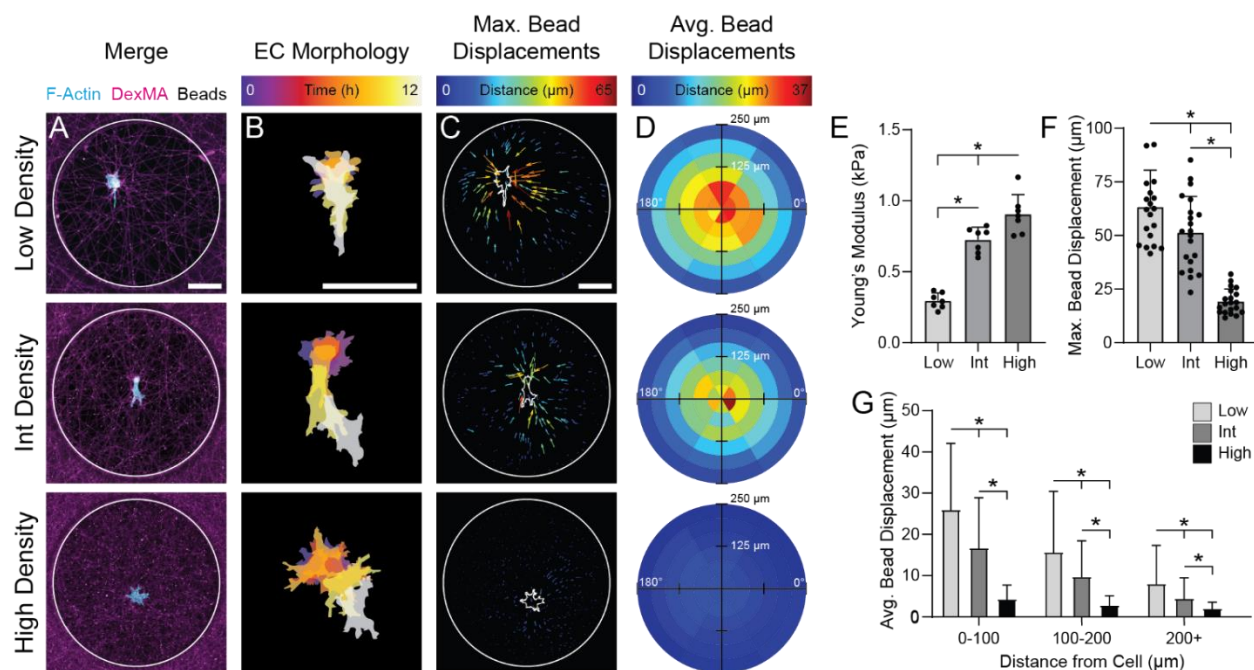 Merge
EC Morphology
Max. Bead
Displacements
Avg. Bead
Displacements
F-Actin DexMA Beads
0 Time (h) 12
0 Distance (µm) 65
0 Distance (µm) 37
Low Density
Int Density
High Density
A
B
C
D
250 µm
125 µm
180°
0°
250 µm
125 µm
180°
0°
250 µm
125 µm
180°
0°
E
Young's Modulus (kPa)
1.5
1.0
0.5
0.0
*
*
Low Int High
F
Max. Bead Displacement (µm)
100
75
50
25
0
*
*
Low Int High
G
Avg. Bead Displacement (µm)
50
40
30
20
10
0
*
*
*
*
*
*
Low
Int
High
0-100 100-200 200+
Distance from Cell (µm)